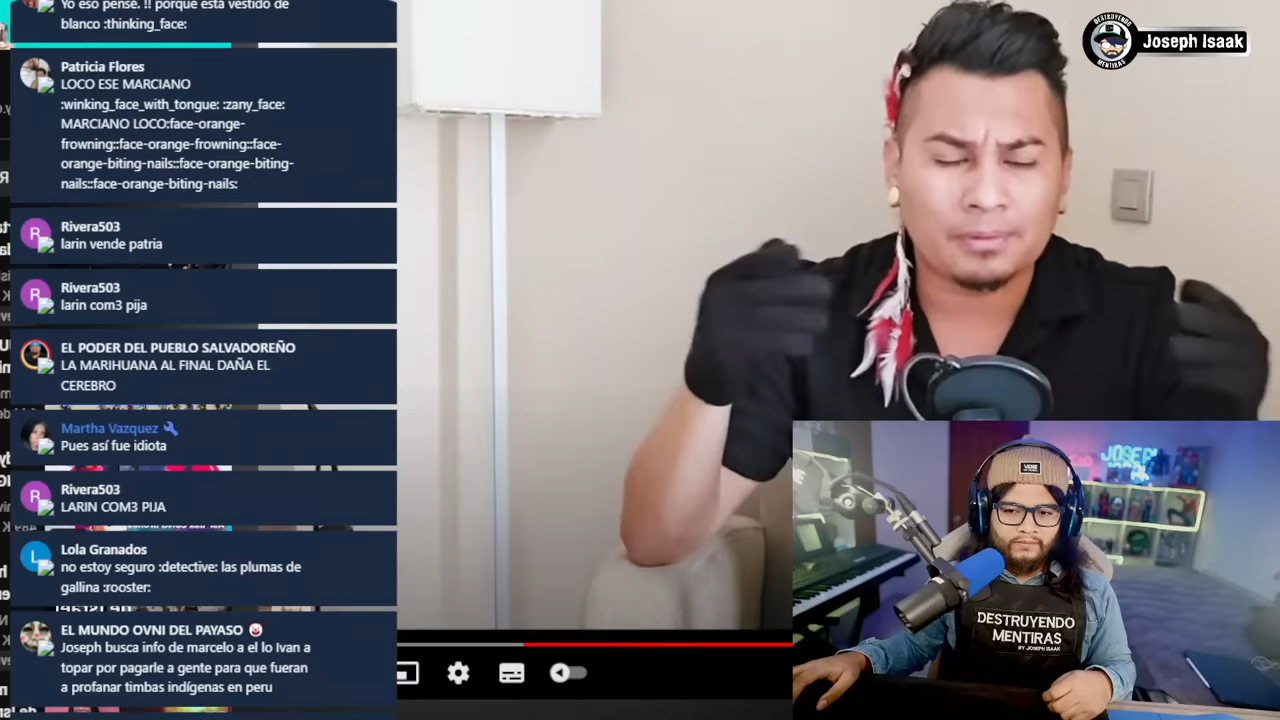 Yo eso pense. !! porque esta vestido de
blanco :thinking_face:
Patricia Flores
LOCO ESE MARCIANO
:winking_face_with_tongue: :zany_face:
MARCIANO LOCO:face-orange-
frowning::face-orange-frowning::face-
orange-biting-nails::face-orange-biting-
nails::face-orange-biting-nails:
R
Rivera503
larin vende patria
R
Rivera503
larin com3 pija
EL PODER DEL PUEBLO SALVADOREÑO
LA MARIHUANA AL FINAL DAÑA EL
CEREBRO
Martha Vazquez
Pues así fue idiota
R
Rivera503
LARIN COM3 PIJA
L
Lola Granados
no estoy seguro :detective: las plumas de
gallina :rooster:
EL MUNDO OVNI DEL PAYASO
Joseph busca info de marcelo a el lo Ivan a
topar por pagarle a gente para que fueran
a profanar timbas indígenas en peru
DESTRUYENDO
MENTIRAS
Joseph Isaak
JOSEPH
VANS
DESTRUYENDO
MENTIRAS
BY JOSEPH ISAAK